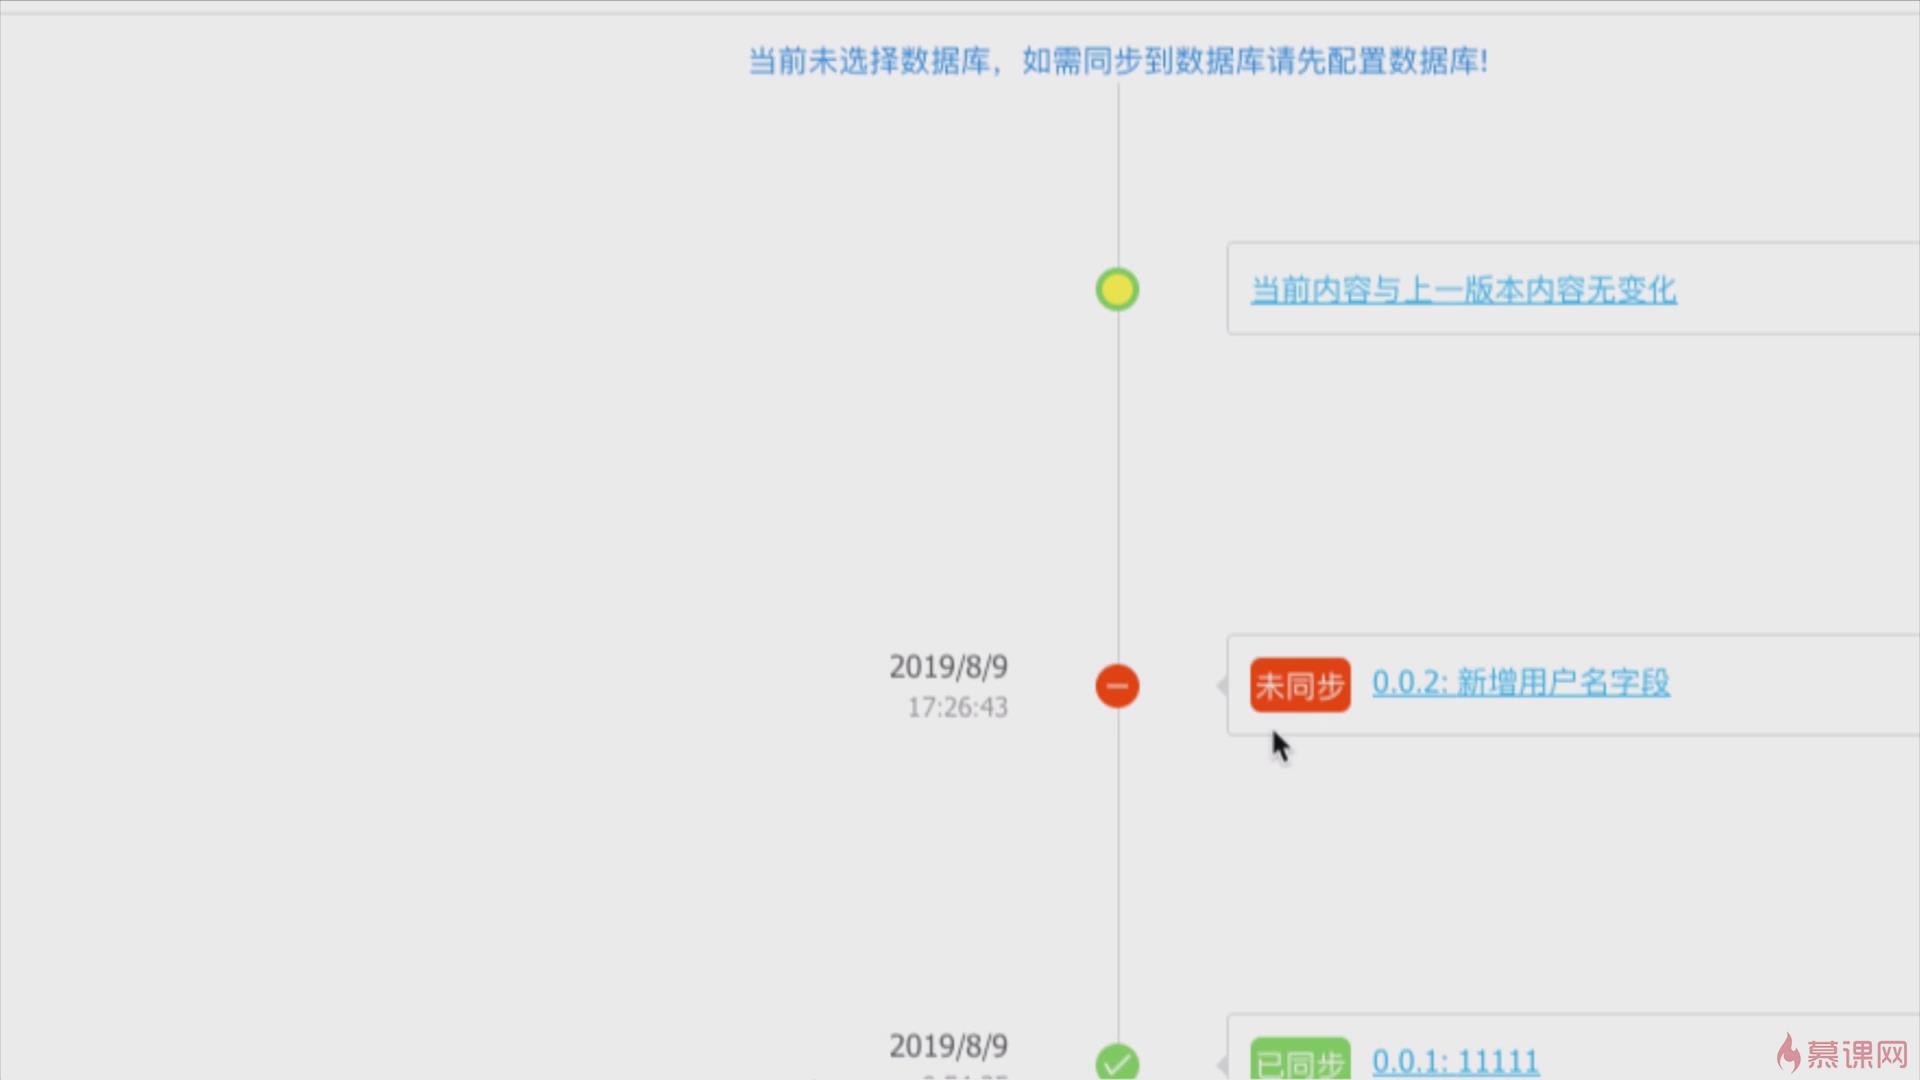 当前未选择数据库，如需同步到数据库请先配置数据库!
当前内容与上一版本内容无变化
2019/8/9
17:26:43
未同步
0.0.2: 新增用户名字段
2019/8/9
已同步
0.0.1: 11111
慕课网